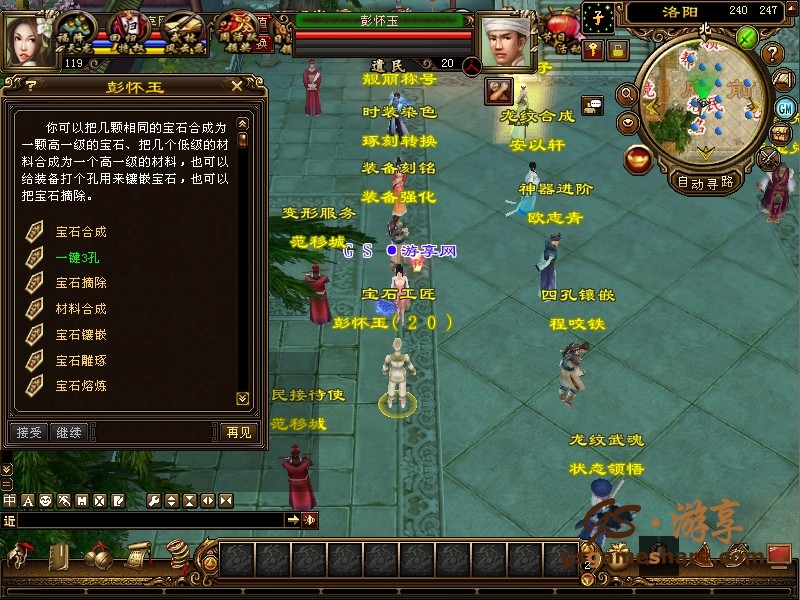 彭怀玉
遗民
20
119
洛阳
240 247
北
GM
自动寻路
彭怀玉
你可以把几颗相同的宝石合成为
一颗高一级的宝石、把几个低级的材
料合成为一个高一级的材料，也可以
给装备打个孔用来镶嵌宝石，也可以
把宝石摘除。
宝石合成
一键3孔
宝石摘除
材料合成
宝石镶嵌
宝石雕琢
宝石熔炼
接受
继续
再见
靓丽称号
时装染色
琢刻转换
装备刻铭
装备强化
变形服务
范移城
GS
游享网
宝石工匠
彭怀玉(20)
龙纹合成
安以轩
神器进阶
欧志青
四孔镶嵌
程咬铁
民接待使
范移城
龙纹武魂
状态领悟
近
GS·游享